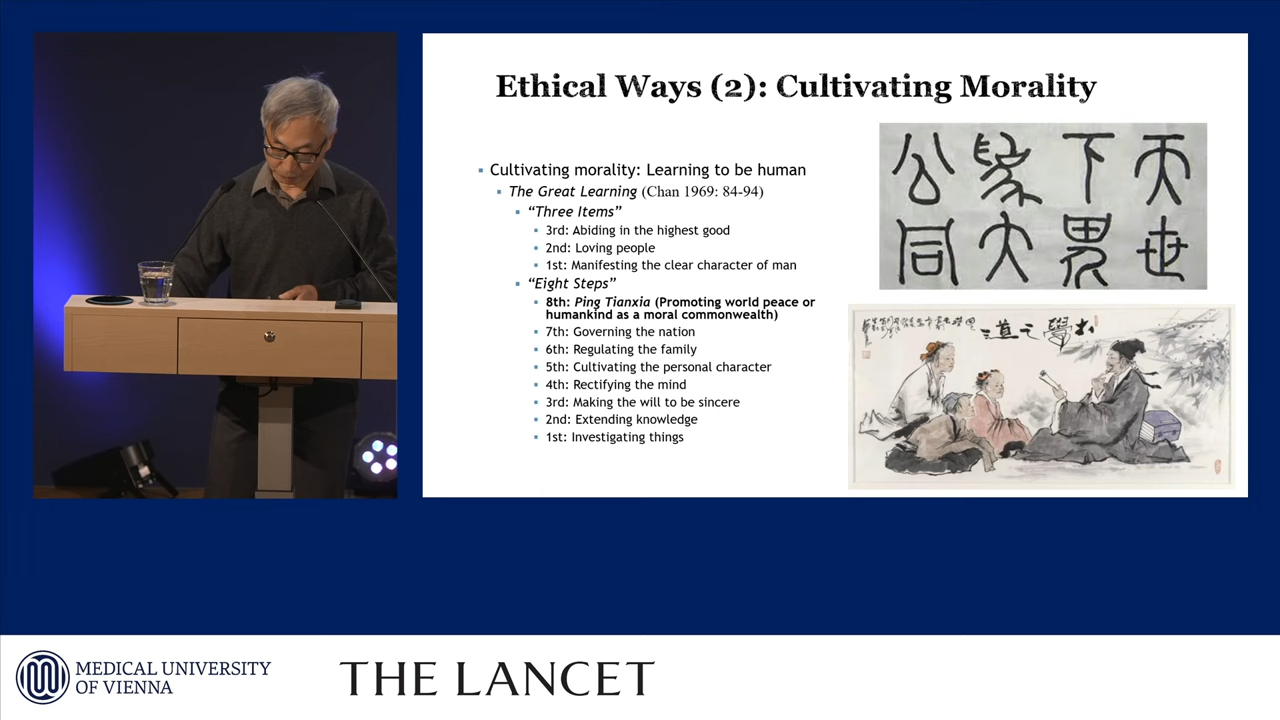 Ethical Ways (2): Cultivating Morality
Cultivating morality: Learning to be human
The Great Learning (Chan 1969: 84-94)
“Three Items”
3rd: Abiding in the highest good
2nd: Loving people
1st: Manifesting the clear character of man
“Eight Steps”
8th: Ping Tianxia (Promoting world peace or
humankind as a moral commonwealth)
7th: Governing the nation
6th: Regulating the family
5th: Cultivating the personal character
4th: Rectifying the mind
3rd: Making the will to be sincere
2nd: Extending knowledge
1st: Investigating things
天下為公
世界大同
大學之道
MEDICAL UNIVERSITY
OF VIENNA
THE LANCET